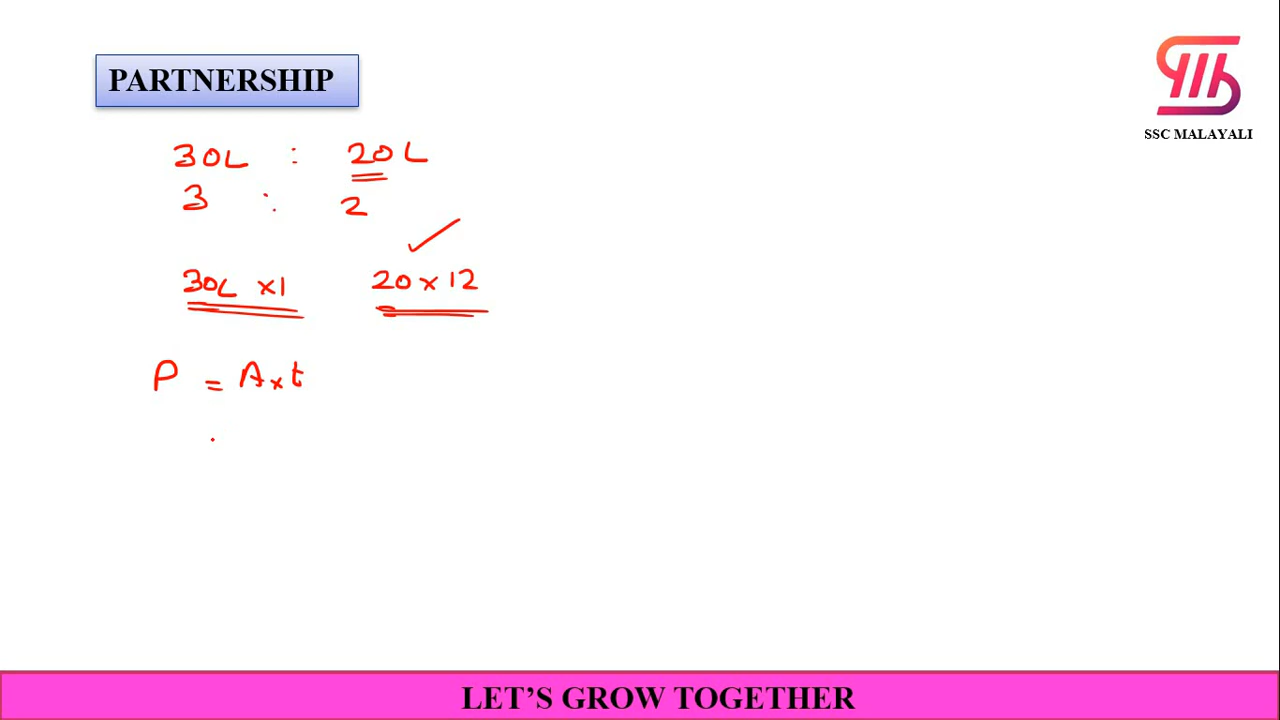 PARTNERSHIP
SSC MALAYALI
30L : 20L
3 : 2
30L ×1 20 × 12
P = A×t
LET'S GROW TOGETHER